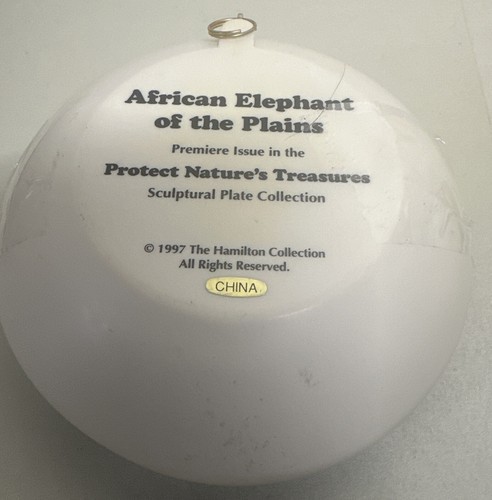 African Elephant
of the Plains
Premiere Issue in the
Protect Nature's Treasures
Sculptural Plate Collection
© 1997 The Hamilton Collection
All Rights Reserved.
CHINA